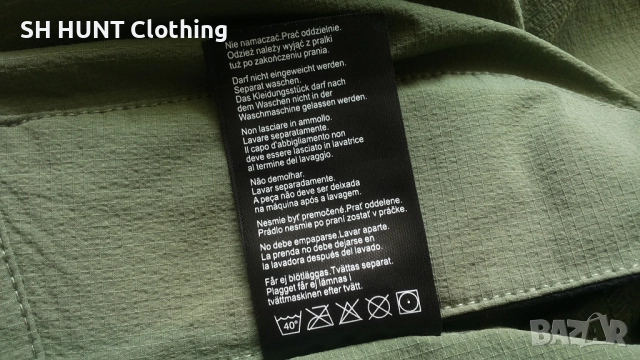 SH HUNT Clothing
Nie namaczać.Prać oddzielnie.
Odzież należy wyjąć z pralki
tuż po zakończeniu prania.
Darf nicht eingeweicht werden.
Separat waschen.
Das Kleidungsstück darf nach
dem Waschen nicht in der
Waschmaschine gelassen werden.
Non lasciare in ammollo.
Lavare separatamente.
Il capo d'abbigliamento non
deve essere lasciato in lavatrice
al termine del lavaggio.
Não demolhar.
Lavar separadamente.
A peça não deve ser deixada
na máquina após a lavagem.
Nesmie byť premočené.Prať oddelene.
Prádlo nesmie po praní zostať v práčke.
No debe empaparse.Lavar aparte.
La prenda no debe dejarse en
la lavadora después del lavado.
Får ej blötläggas.Tvättas separat.
Plagget får ej lämnas i
tvättmaskinen efter tvätt.
40°
BAZAR